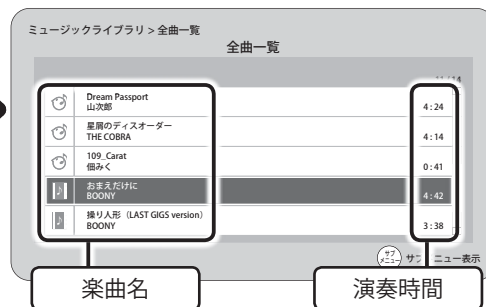 ミュージックライブラリ > 全曲一覧
全曲一覧
Dream Passport
山次郎
4:24
星屑のディスオーダー
THE COBRA
4:14
109_Carat
佃みく
0:41
おまえだけに
BOONY
4:42
操り人形（LAST GIGS version）
BOONY
3:38
サブメニュー
サブ ニュー表示
楽曲名
演奏時間